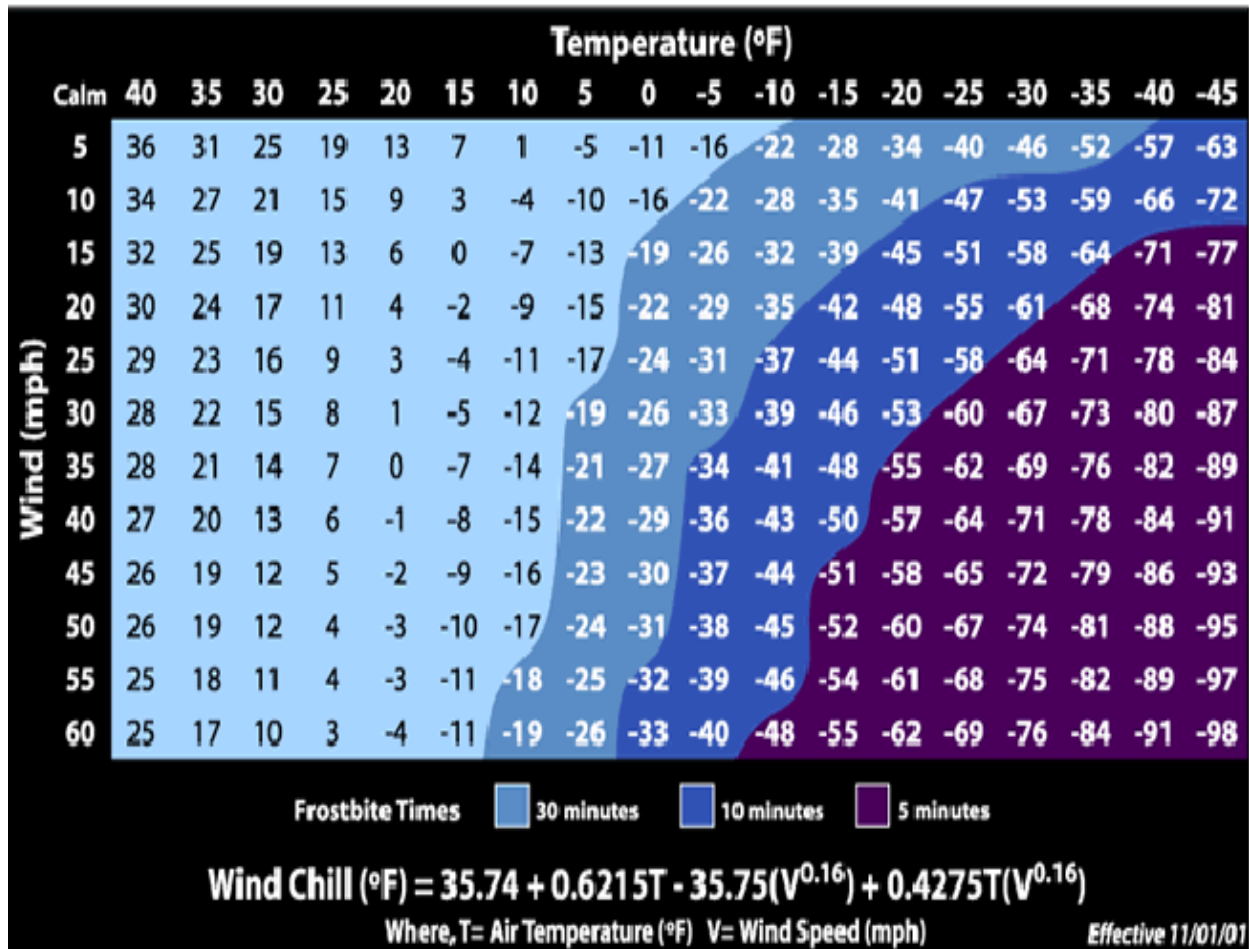 Temperature (ºF)
Calm 40 35 30 25 20 15 10 5 0 -5 -10 -15 -20 -25 -30 -35 -40 -45
5 36 31 25 19 13 7 1 -5 -11 -16 -22 -28 -34 -40 -46 -52 -57 -63
10 34 27 21 15 9 3 -4 -10 -16 -22 -28 -35 -41 -47 -53 -59 -66 -72
15 32 25 19 13 6 0 -7 -13 -19 -26 -32 -39 -45 -51 -58 -64 -71 -77
20 30 24 17 11 4 -2 -9 -15 -22 -29 -35 -42 -48 -55 -61 -68 -74 -81
25 29 23 16 9 3 -4 -11 -17 -24 -31 -37 -44 -51 -58 -64 -71 -78 -84
30 28 22 15 8 1 -5 -12 -19 -26 -33 -39 -46 -53 -60 -67 -73 -80 -87
35 28 21 14 7 0 -7 -14 -21 -27 -34 -41 -48 -55 -62 -69 -76 -82 -89
40 27 20 13 6 -1 -8 -15 -22 -29 -36 -43 -50 -57 -64 -71 -78 -84 -91
45 26 19 12 5 -2 -9 -16 -23 -30 -37 -44 -51 -58 -65 -72 -79 -86 -93
50 26 19 12 4 -3 -10 -17 -24 -31 -38 -45 -52 -60 -67 -74 -81 -88 -95
55 25 18 11 4 -3 -11 -18 -25 -32 -39 -46 -54 -61 -68 -75 -82 -89 -97
60 25 17 10 3 -4 -11 -19 -26 -33 -40 -48 -55 -62 -69 -76 -84 -91 -98
Wind (mph)
Frostbite Times 30 minutes 10 minutes 5 minutes
Wind Chill (ºF) = 35.74 + 0.6215T - 35.75(V^0.16) + 0.4275T(V^0.16)
Where, T= Air Temperature (ºF) V= Wind Speed (mph) Effective 11/01/01